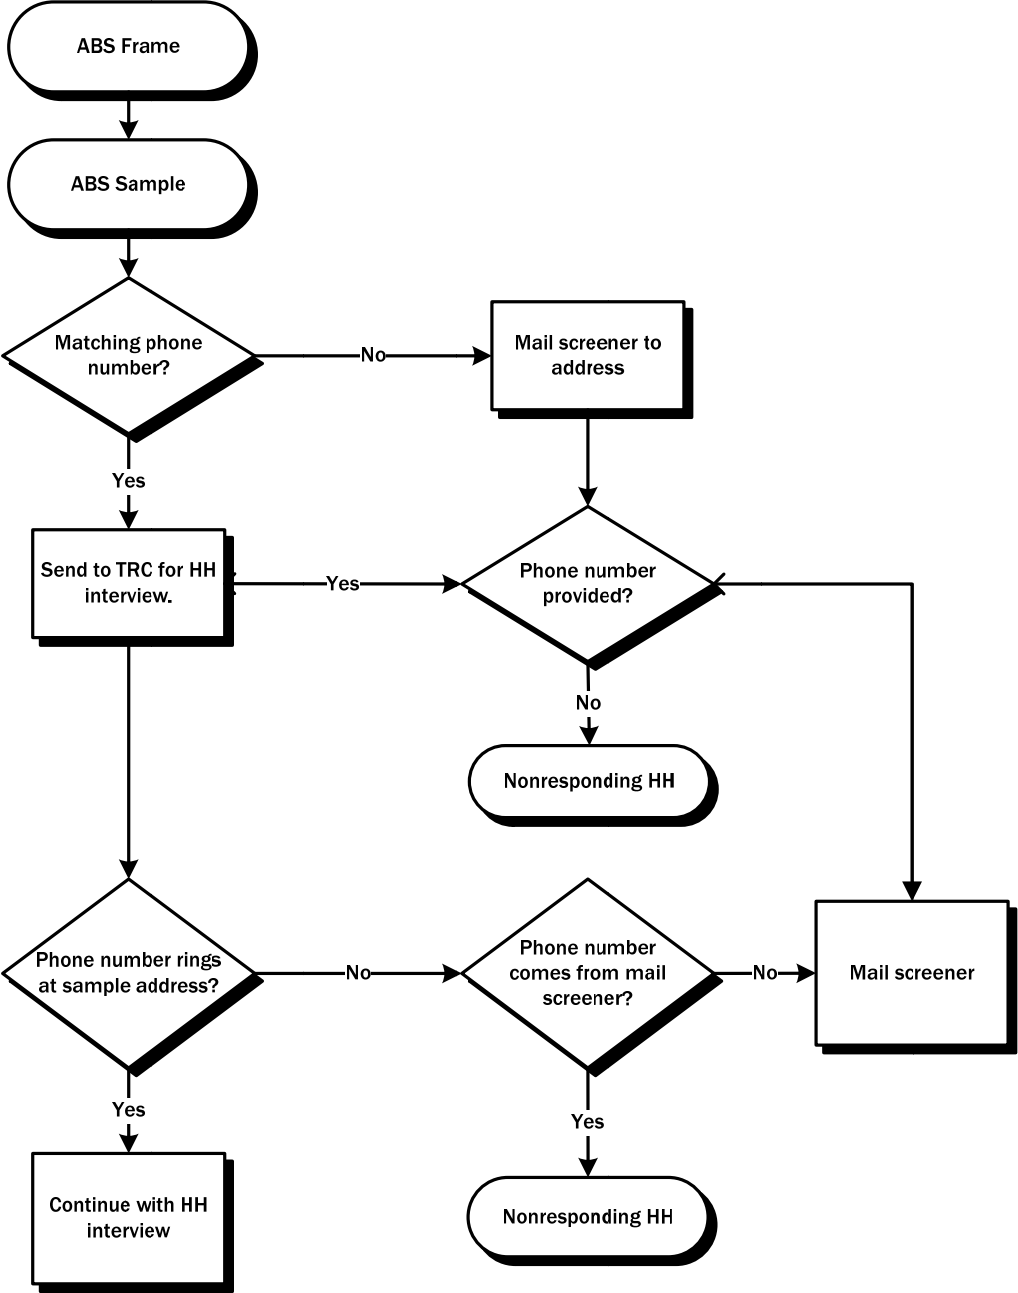 ABS Frame
ABS Sample
Matching phone
number?
No
Mail screener to
address
Yes
Send to TRC for HH
interview.
Yes
Phone number
provided?
No
Nonresponding HH
Phone number rings
at sample address?
No
Phone number
comes from mail
screener?
No
Mail screener
Yes
Yes
Continue with HH
interview
Nonresponding HH